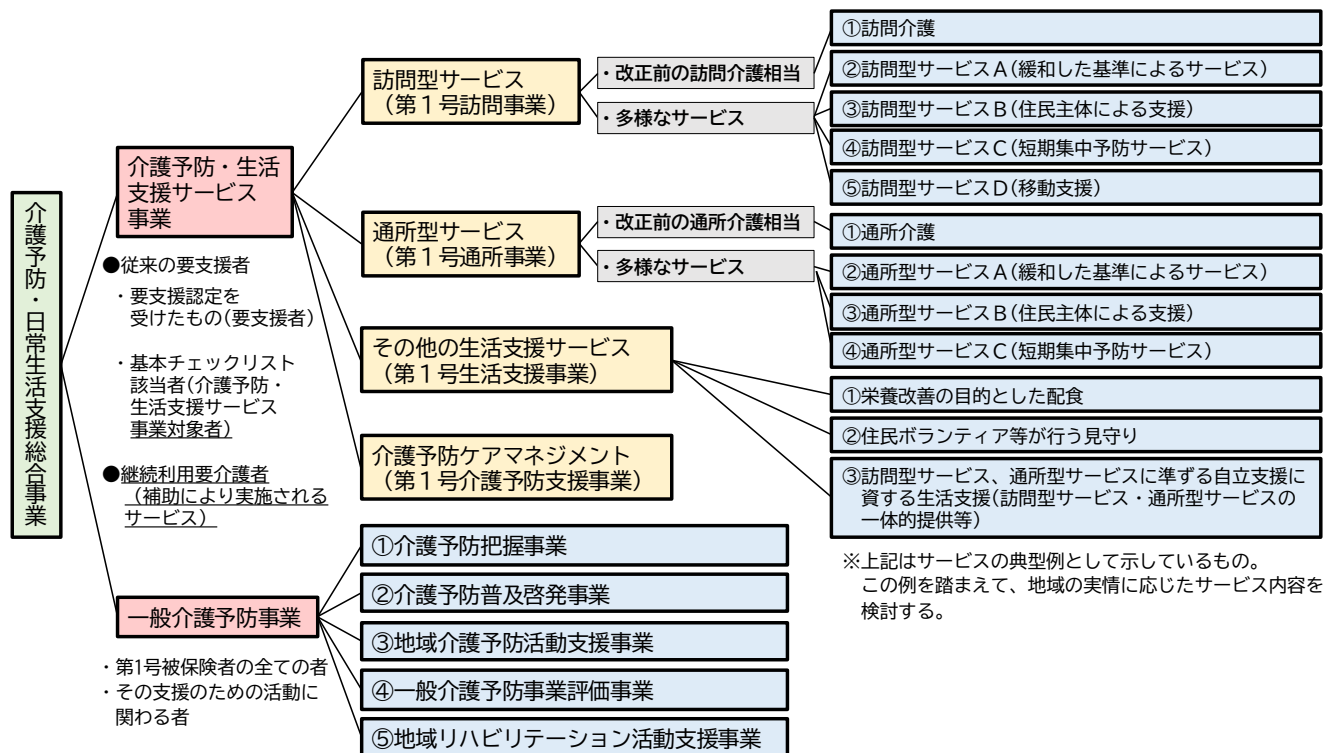 介護予防・日常生活支援総合事業
介護予防・生活
支援サービス
事業
●従来の要支援者
・要支援認定を
受けたもの(要支援者)
・基本チェックリスト
該当者(介護予防・
生活支援サービス
事業対象者)
●継続利用要介護者
(補助により実施される
サービス)
一般介護予防事業
・第1号被保険者の全ての者
・その支援のための活動に
関わる者
訪問型サービス
(第1号訪問事業)
・改正前の訪問介護相当
・多様なサービス
①訪問介護
②訪問型サービスA(緩和した基準によるサービス)
③訪問型サービスB(住民主体による支援)
④訪問型サービスC(短期集中予防サービス)
⑤訪問型サービスD(移動支援)
通所型サービス
(第1号通所事業)
・改正前の通所介護相当
・多様なサービス
①通所介護
②通所型サービスA(緩和した基準によるサービス)
③通所型サービスB(住民主体による支援)
④通所型サービスC(短期集中予防サービス)
その他の生活支援サービス
(第1号生活支援事業)
①栄養改善の目的とした配食
②住民ボランティア等が行う見守り
③訪問型サービス、通所型サービスに準ずる自立支援に
資する生活支援(訪問型サービス・通所型サービスの
一体的提供等)
介護予防ケアマネジメント
(第1号介護予防支援事業)
①介護予防把握事業
②介護予防普及啓発事業
③地域介護予防活動支援事業
④一般介護予防事業評価事業
⑤地域リハビリテーション活動支援事業
※上記はサービスの典型例として示しているもの。
この例を踏まえて、地域の実情に応じたサービス内容を
検討する。